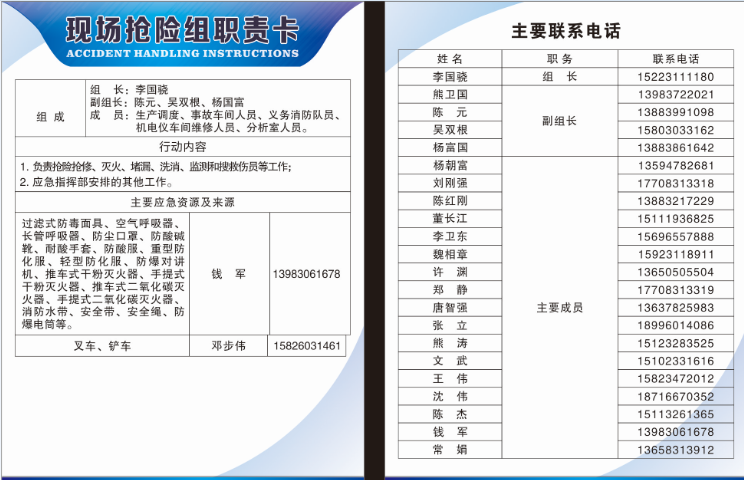 现场抢险组职责卡
ACCIDENT HANDLING INSTRUCTIONS
组 成
组 长：李国骁
副组长：陈元、吴双根、杨国富
成 员：生产调度、事故车间人员、义务消防队员、
机电仪车间维修人员、分析室人员。
行动内容
1. 负责抢险抢修、灭火、堵漏、洗消、监测和搜救伤员等工作；
2. 应急指挥部安排的其他工作。
主要应急资源及来源
过滤式防毒面具、空气呼吸器、
长管呼吸器、防尘口罩、防酸碱
靴、耐酸手套、防酸服、重型防
化服、轻型防化服、防爆对讲
机、推车式干粉灭火器、手提式
干粉灭火器、推车式二氧化碳灭
火器、手提式二氧化碳灭火器、
消防水带、安全带、安全绳、防
爆电筒等。
钱 军
13983061678
叉车、铲车 邓步伟 15826031461
主要联系电话
姓 名 职 务 联系电话
李国骁 组 长 15223111180
熊卫国 13983722021
陈 元 13883991098
副组长
吴双根 15803033162
杨富国 13883861642
杨朝富 13594782681
刘刚强 17708313318
陈红刚 13883217229
董长江 15111936825
李卫东 15696557888
魏相章 15923118911
许 渊 13650505504
郑 静 17708313319
唐智强 主要成员 13637825983
张 立 18996014086
熊 涛 15123283525
文 武 15102331616
王 伟 15823472012
沈 伟 18716670352
陈 杰 15113261365
钱 军 13983061678
常 娟 13658313912